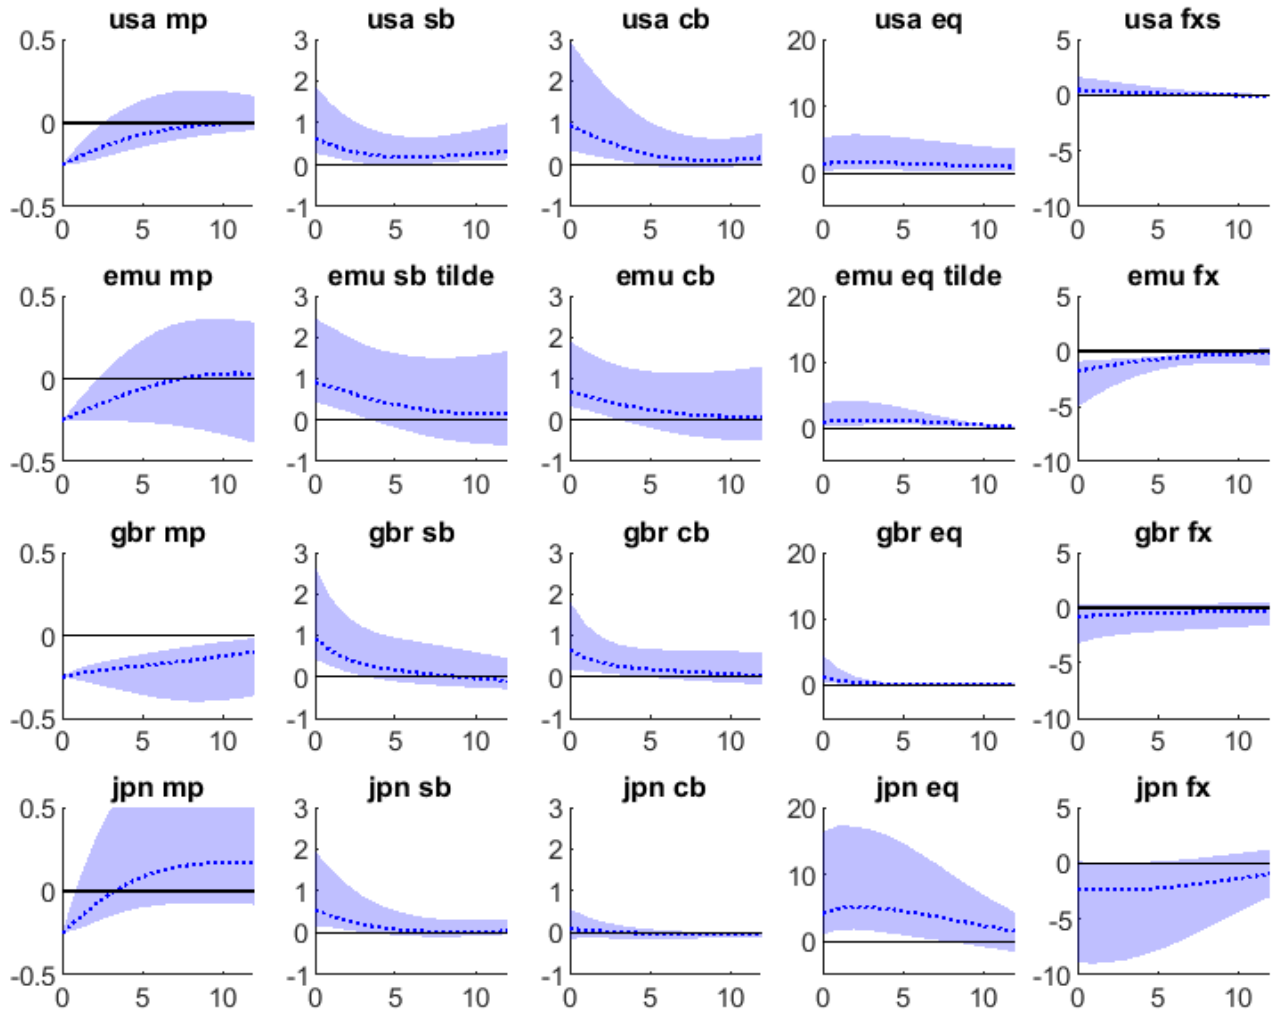 usa mp usa sb usa cb usa eq usa fxs
0.5 3 3 20 5
2 2 0
0 1 1 10 -5
0 0 0
-0.5 -1 -1 -10
0 5 10 0 5 10 0 5 10 0 5 10 0 5 10
emu mp emu sb tilde emu cb emu eq tilde emu fx
0.5 3 3 20 5
2 2 0
0 1 1 10 -5
0 0 0
-0.5 -1 -1 -10
0 5 10 0 5 10 0 5 10 0 5 10 0 5 10
gbr mp gbr sb gbr cb gbr eq gbr fx
0.5 3 3 20 5
2 2 0
0 1 1 10 -5
0 0 0
-0.5 -1 -1 -10
0 5 10 0 5 10 0 5 10 0 5 10 0 5 10
jpn mp jpn sb jpn cb jpn eq jpn fx
0.5 3 3 20 5
2 2 0
0 1 1 10 -5
0 0 0
-0.5 -1 -1 -10
0 5 10 0 5 10 0 5 10 0 5 10 0 5 10